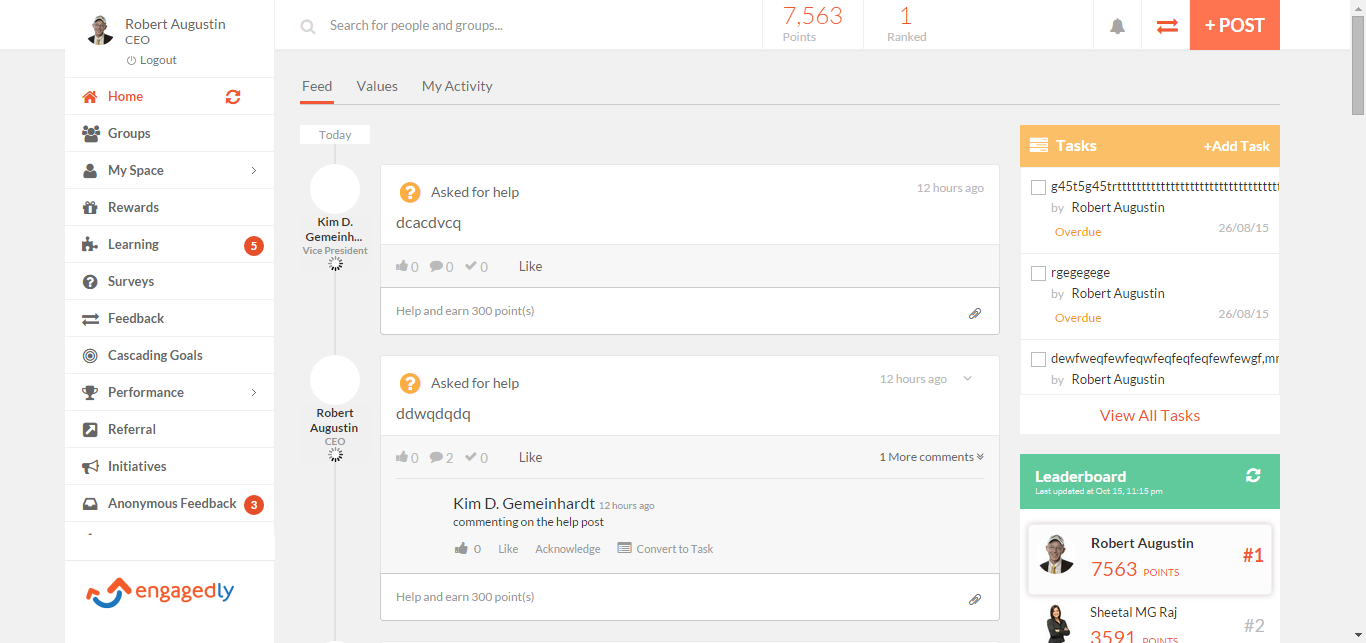 Robert Augustin
CEO
Logout
Search for people and groups...
7,563
Points
1
Ranked
+ POST
Home
Groups
My Space
Rewards
Learning
5
Surveys
Feedback
Cascading Goals
Performance
Referral
Initiatives
Anonymous Feedback
3
engagedly
Feed
Values
My Activity
Today
Kim D.
Gemeinh...
Vice President
Asked for help
12 hours ago
dcacdvcq
0
0
0
Like
Help and earn 300 point(s)
Robert
Augustin
CEO
Asked for help
12 hours ago
ddwqdqdq
0
2
0
Like
1 More comments
Kim D. Gemeinhardt 12 hours ago
commenting on the help post
0
Like
Acknowledge
Convert to Task
Help and earn 300 point(s)
Tasks
+Add Task
by Robert Augustin
Overdue
26/08/15
rgegegege
by Robert Augustin
Overdue
26/08/15
dewfweqfewfeqwfeqfeqfeqfewfewgf,mr
by Robert Augustin
View All Tasks
Leaderboard
Last updated at Oct 15, 11:15 pm
Robert Augustin
7563 POINTS
#1
Sheetal MG Raj
3591 POINTS
#2